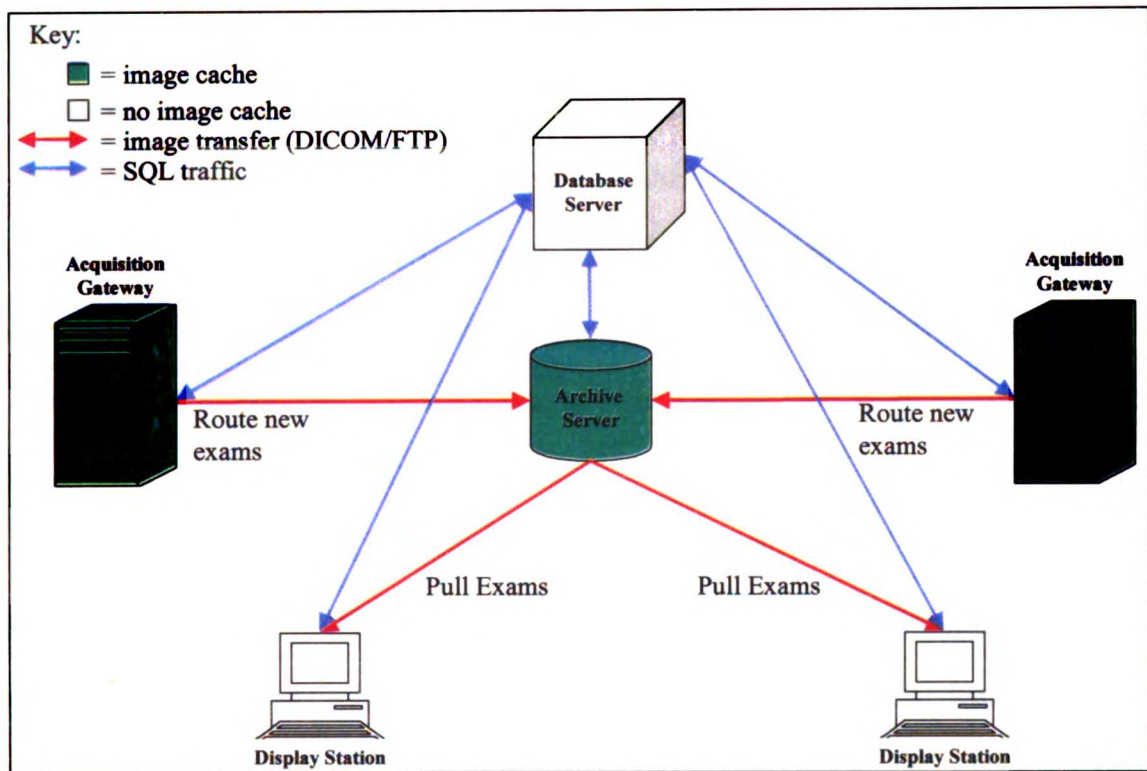 Key:
= image cache
= no image cache
= image transfer (DICOM/FTP)
= SQL traffic
Database
Server
Acquisition
Gateway
Acquisition
Gateway
Archive
Server
Route new
exams
Route new
exams
Pull Exams
Pull Exams
Display Station
Display Station